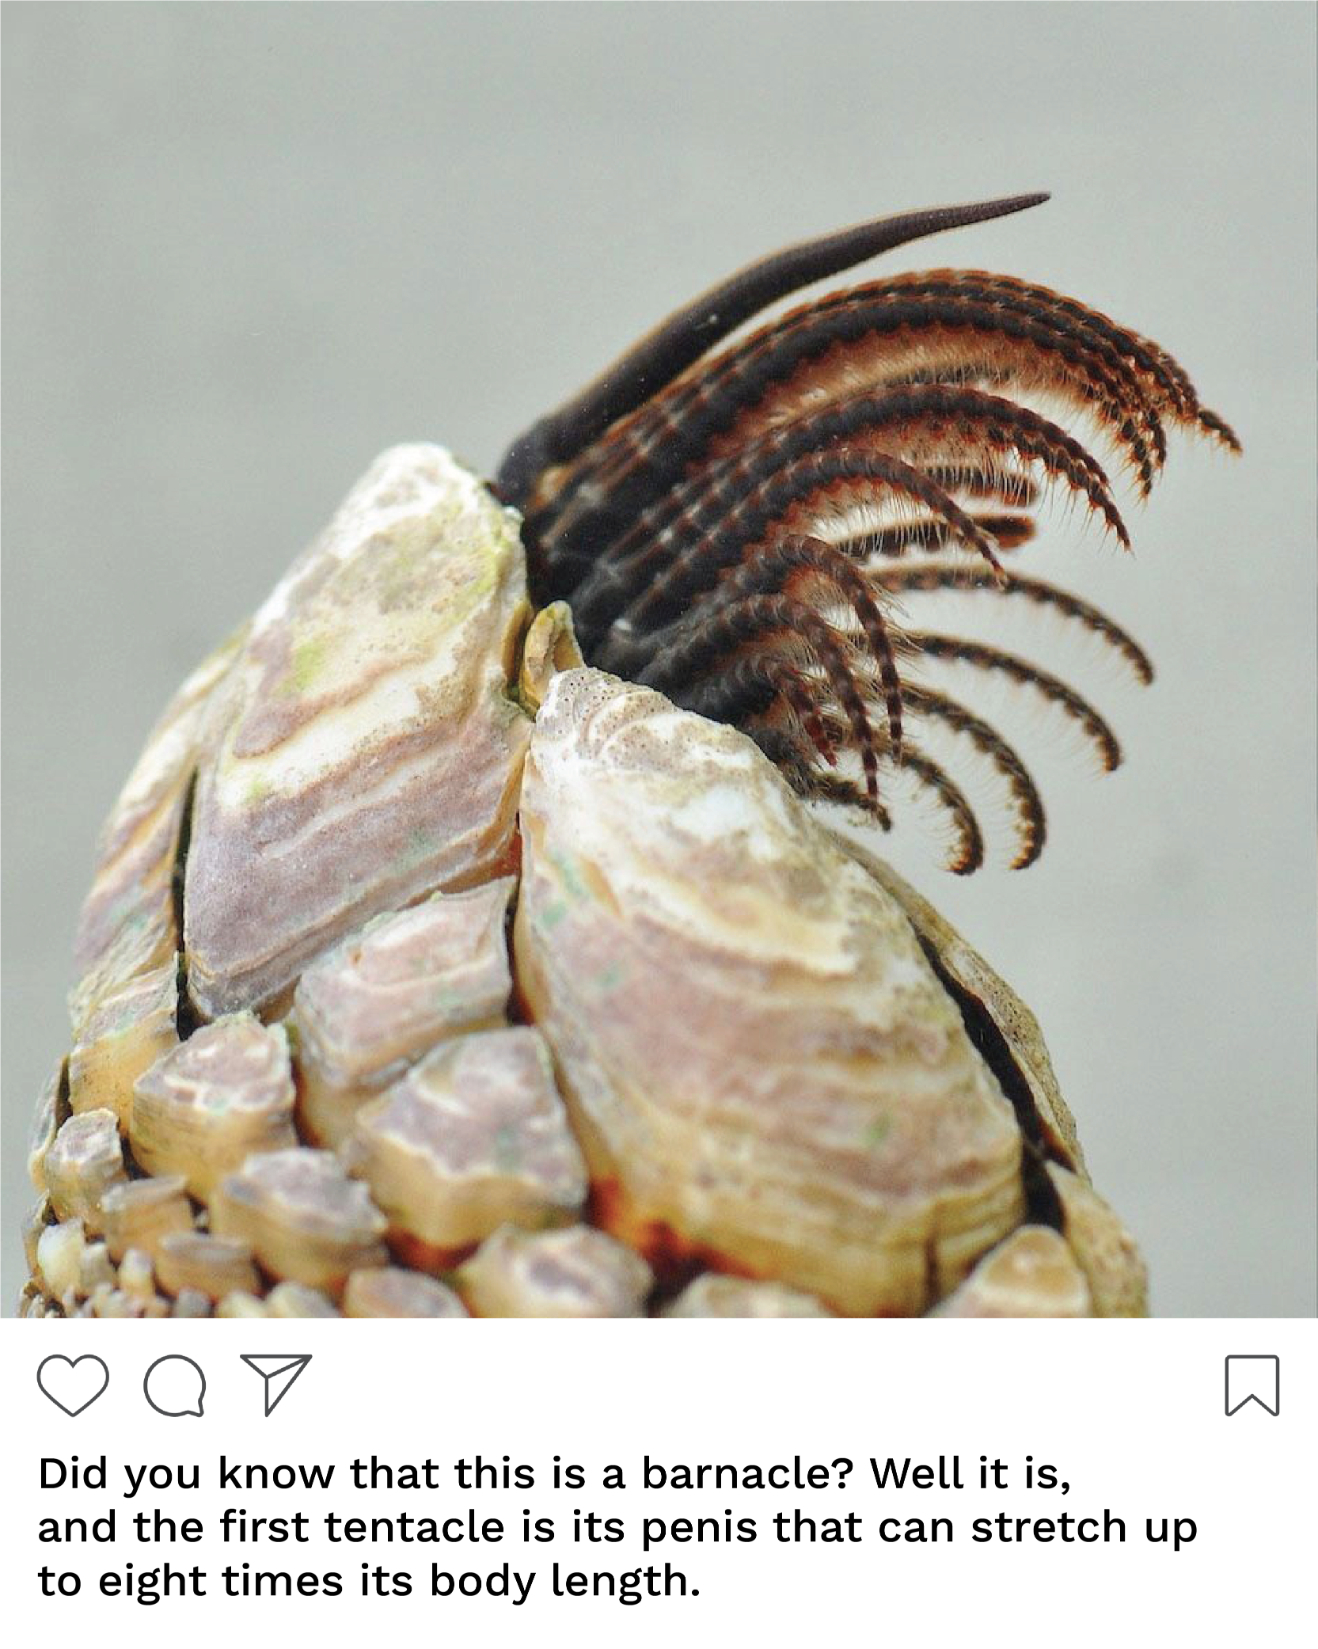 Did you know that this is a barnacle? Well it is,
and the first tentacle is its penis that can stretch up
to eight times its body length.